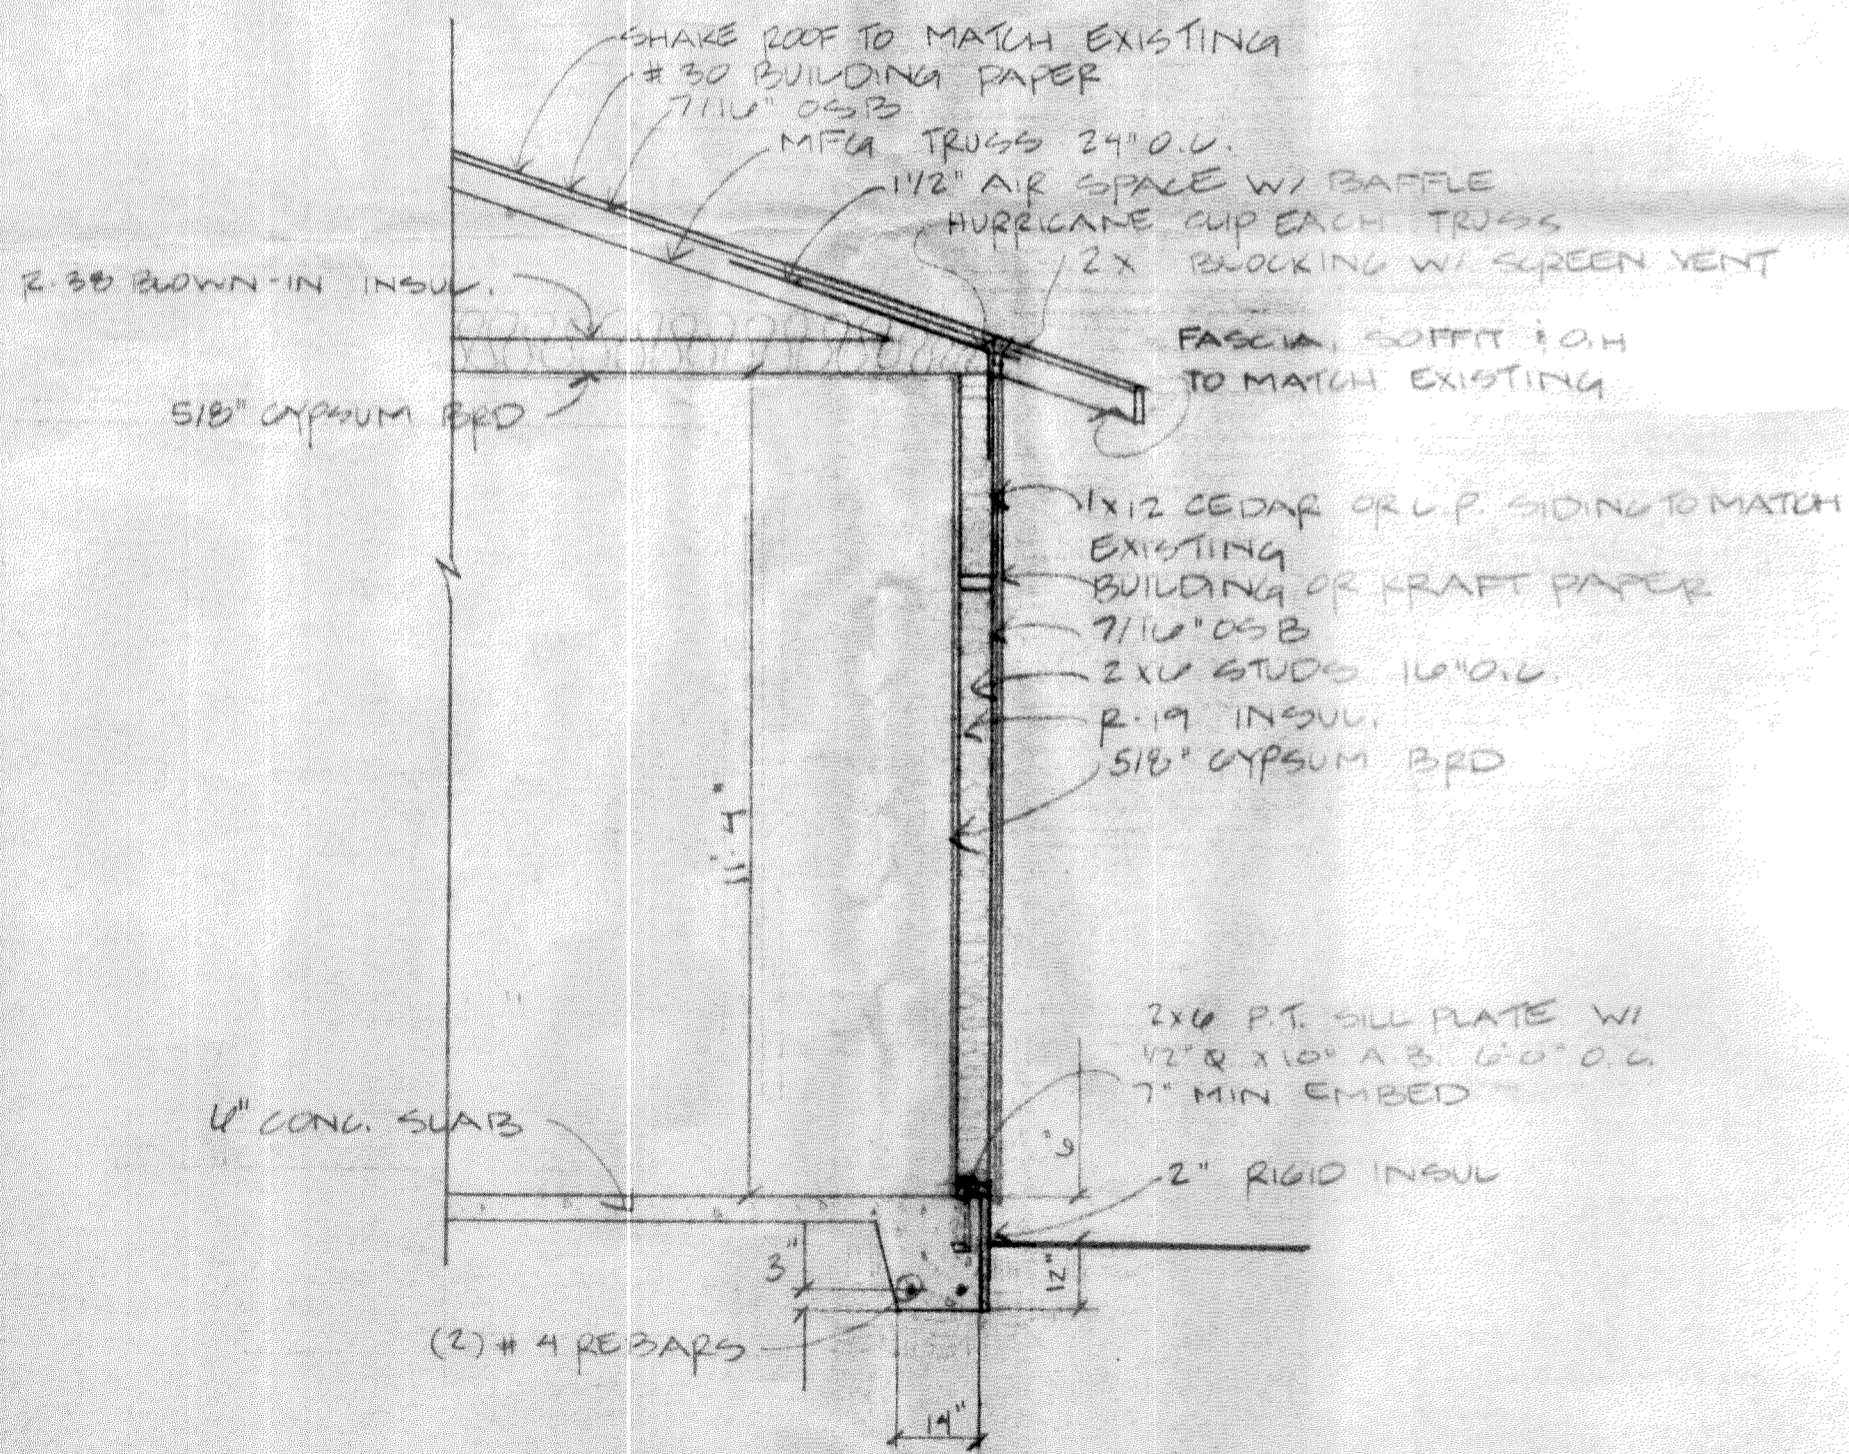 SHAKE ROOF TO MATCH EXISTING
#30 BUILDING PAPER
7/16" OSB
MFG TRUSS 24" O.C.
1 1/2" AIR SPACE W/ BAFFLE
HURRICANE CLIP EACH TRUSS
2X BLOCKING W/ SCREEN VENT
R-38 BLOWN-IN INSUL.
FASCIA, SOFFIT & O.H
TO MATCH EXISTING
5/8" GYPSUM BRD
1X12 CEDAR OR L.P. SIDING TO MATCH
EXISTING
BUILDING OR KRAFT PAPER
7/16" OSB
2X6 STUDS 16" O.C.
R-19 INSUL.
5/8" GYPSUM BRD
11'-4"
2X6 P.T. SILL PLATE W/
1/2" Ø X 10" A.B. 6'-0" O.C.
7" MIN EMBED
4" CONC. SLAB
2" RIGID INSUL
3"
12"
(2) #4 REBARS
14"